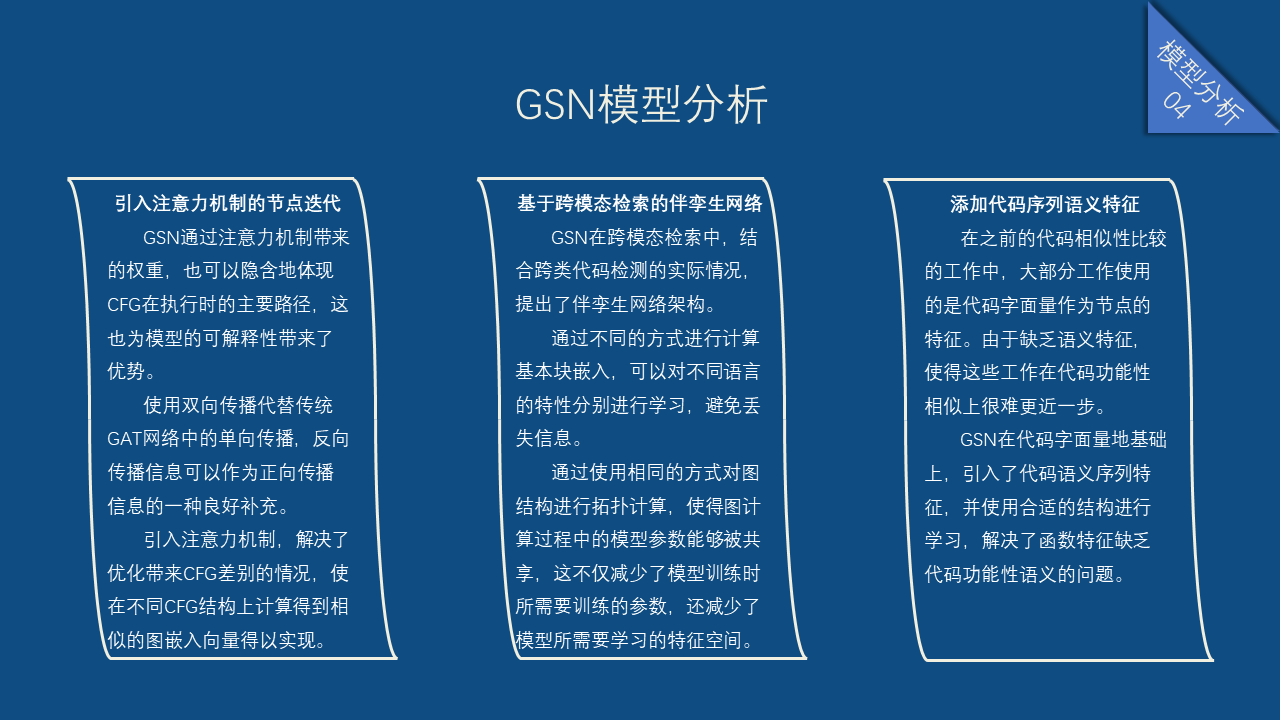 模型分析
04
GSN模型分析
引入注意力机制的节点迭代
GSN通过注意力机制带来
的权重，也可以隐含地体现
CFG在执行时的主要路径，这
也为模型的可解释性带来了
优势。
使用双向传播代替传统
GAT网络中的单向传播，反向
传播信息可以作为正向传播
信息的一种良好补充。
引入注意力机制，解决了
优化带来CFG差别的情况，使
在不同CFG结构上计算得到相
似的图嵌入向量得以实现。
基于跨模态检索的伴孪生网络
GSN在跨模态检索中，结
合跨类代码检测的实际情况，
提出了伴孪生网络架构。
通过不同的方式进行计算
基本块嵌入，可以对不同语言
的特性分别进行学习，避免丢
失信息。
通过使用相同的方式对图
结构进行拓扑计算，使得图计
算过程中的模型参数能够被共
享，这不仅减少了模型训练时
所需要训练的参数，还减少了
模型所需要学习的特征空间。
添加代码序列语义特征
在之前的代码相似性比较
的工作中，大部分工作使用
的是代码字面量作为节点的
特征。由于缺乏语义特征，
使得这些工作在代码功能性
相似上很难更近一步。
GSN在代码字面量地基础
上，引入了代码语义序列特
征，并使用合适的结构进行
学习，解决了函数特征缺乏
代码功能性语义的问题。